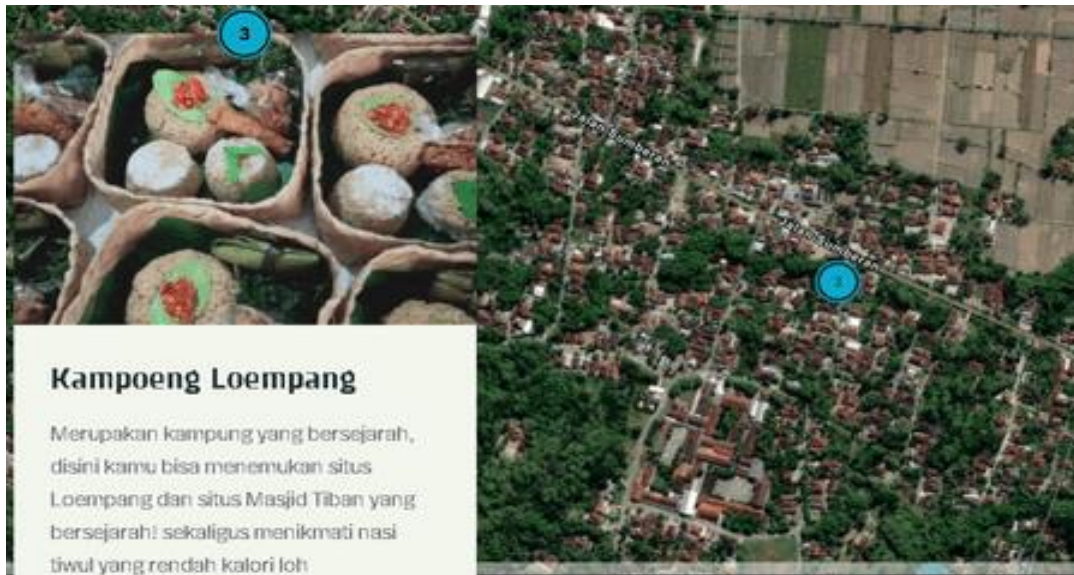 3
Kampoeng Loempang
Merupakan kampung yang bersejarah,
disini kamu bisa menemukan situs
Loempang dan situs Masjid Tiban yang
bersejarah! sekaligus menikmati nasi
tiwul yang rendah kalori loh